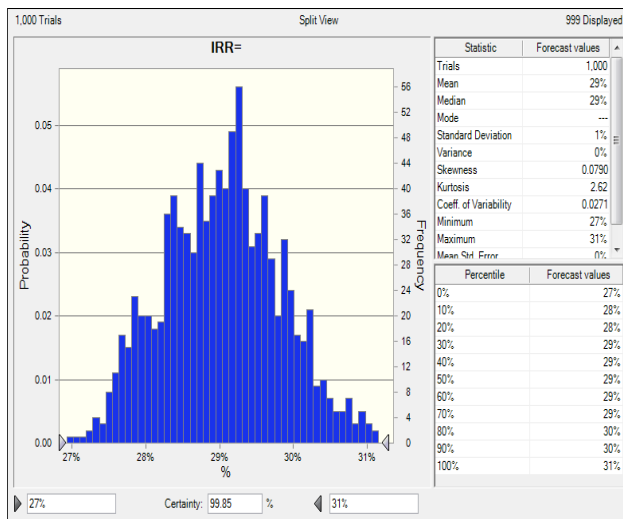 1,000 Trials Split View 999 Displayed
IRR=
Probability
0.05
0.04
0.03
0.02
0.01
0.00
56
52
48
44
40
36
32
28
24
20
16
12
8
4
0
Frequency
27% 28% 29% 30% 31%
%
Statistic Forecast values
Trials 1,000
Mean 29%
Median 29%
Mode ---
Standard Deviation 1%
Variance 0%
Skewness 0.0790
Kurtosis 2.62
Coeff. of Variability 0.0271
Minimum 27%
Maximum 31%
Mean Std. Error 0%
Percentile Forecast values
0% 27%
10% 28%
20% 28%
30% 29%
40% 29%
50% 29%
60% 29%
70% 29%
80% 30%
90% 30%
100% 31%
27% Certainty: 99.85 % 31%